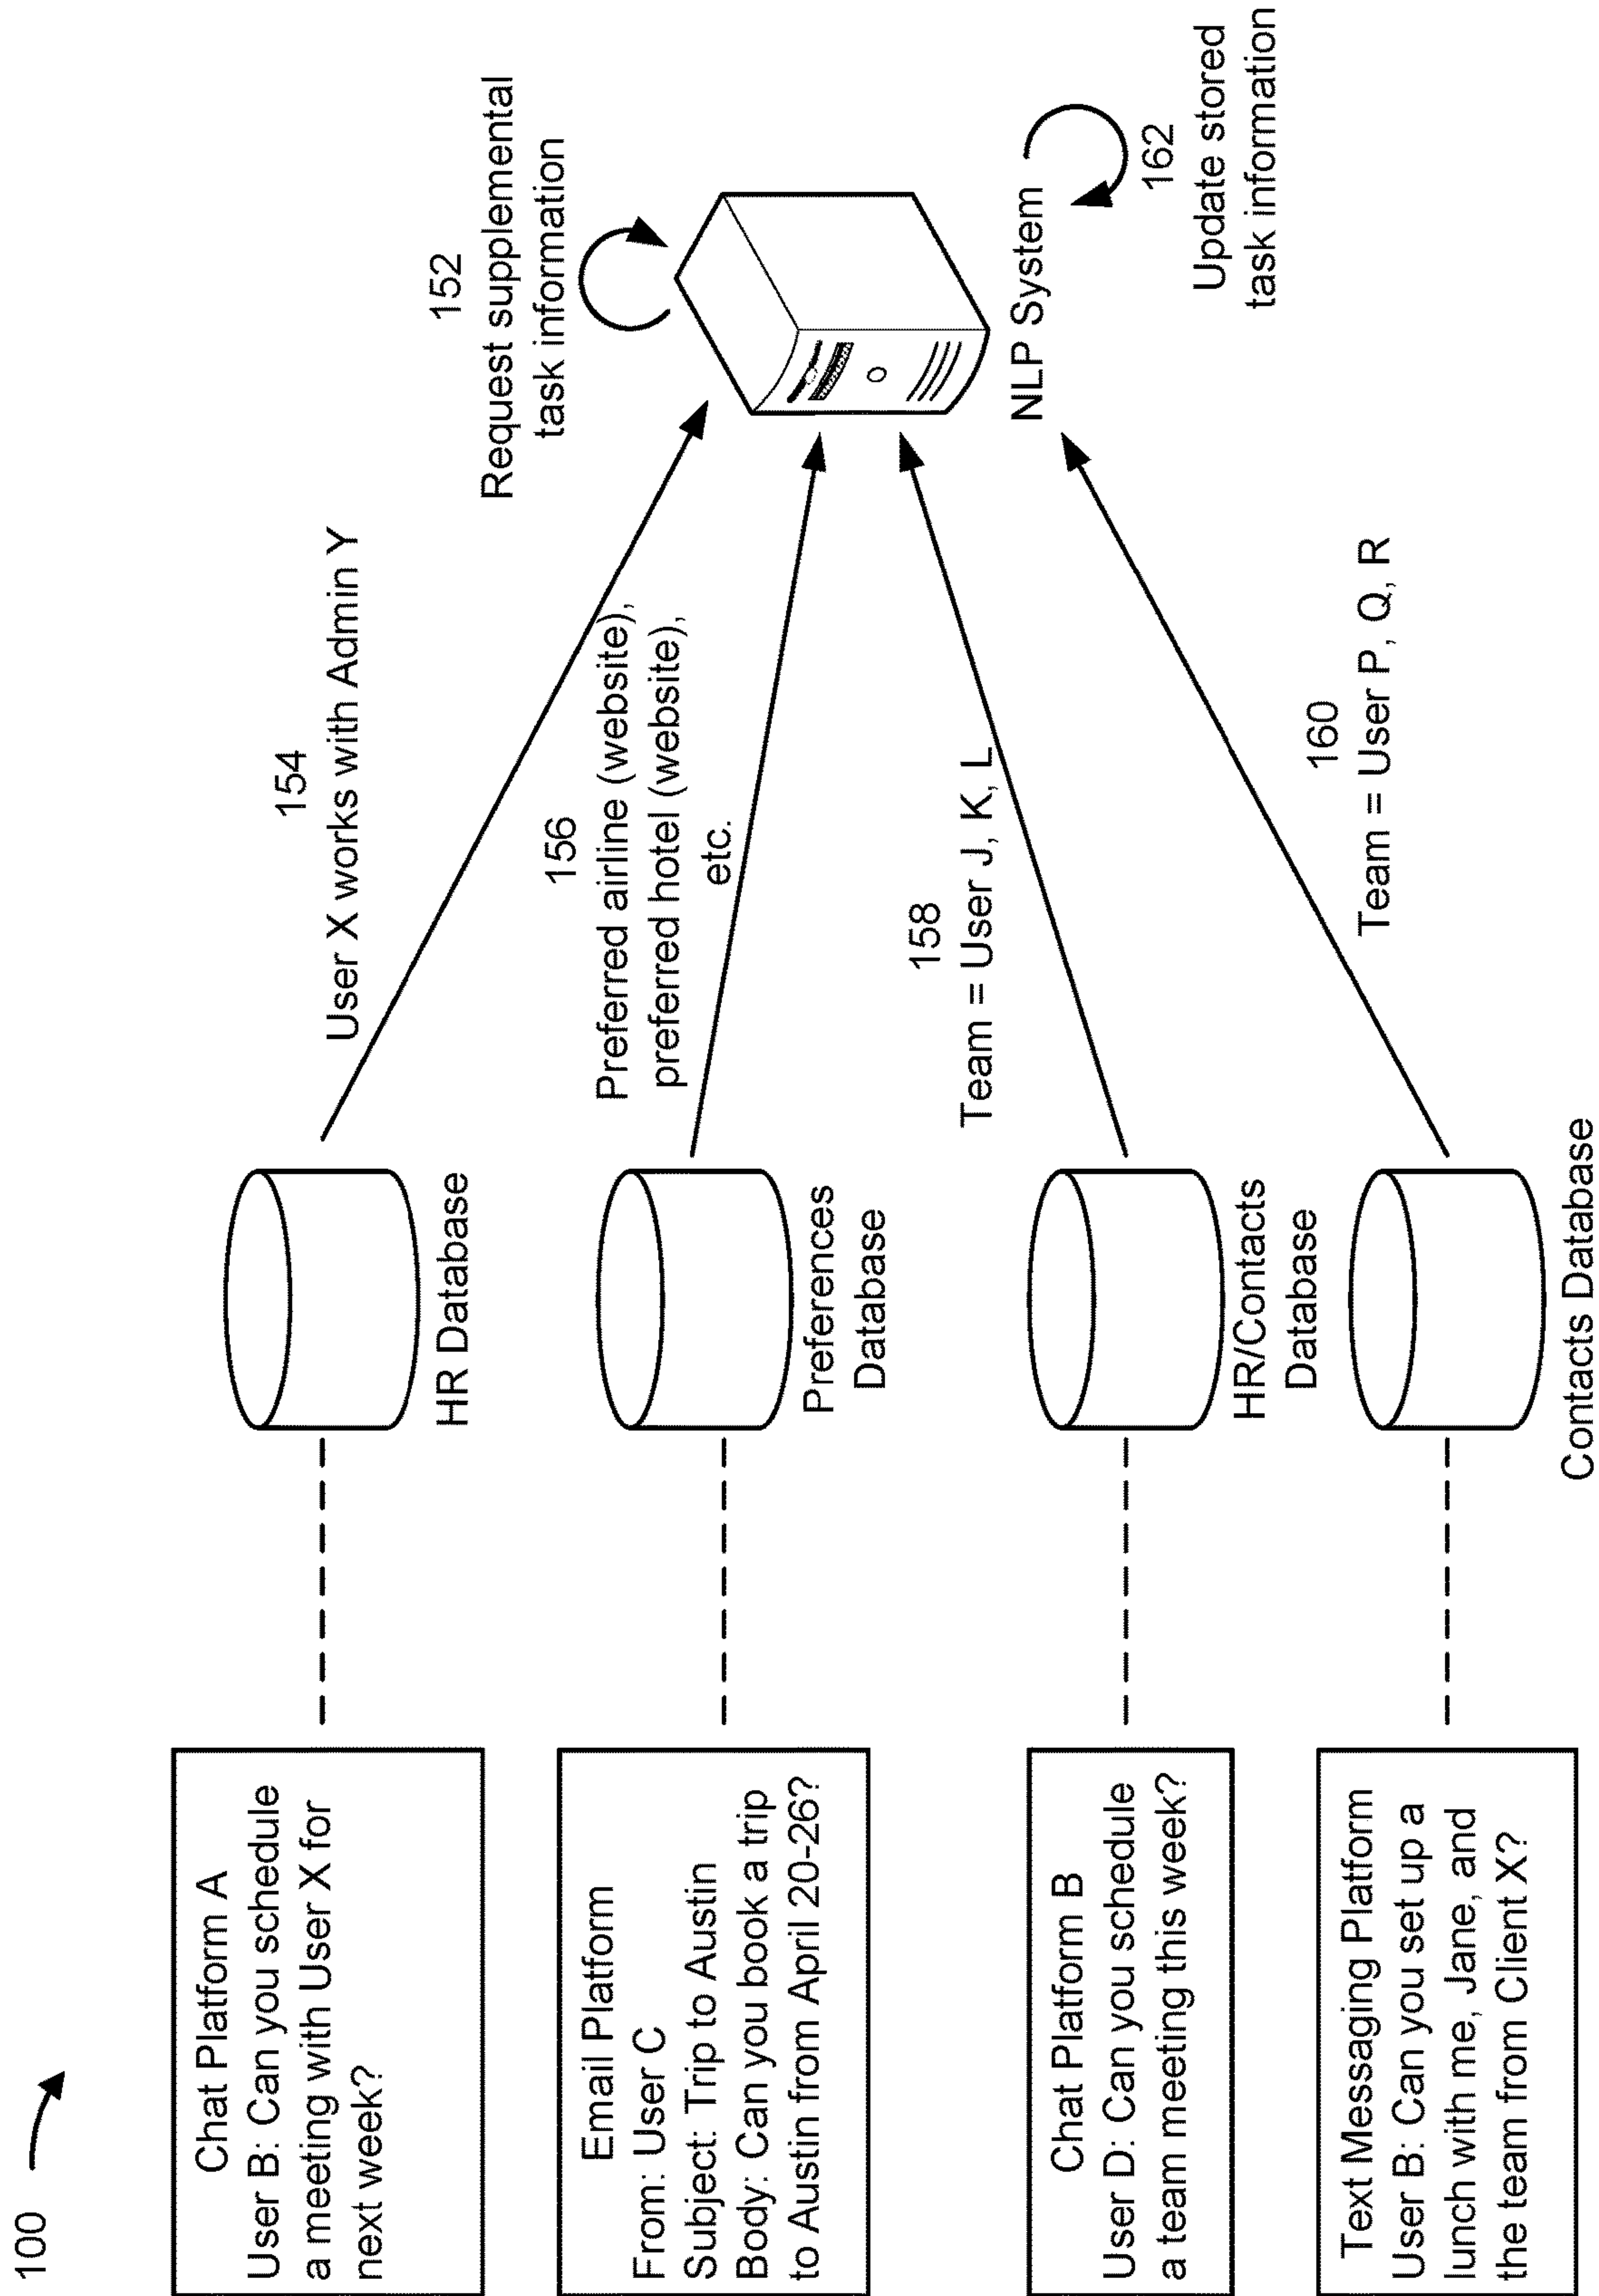 100
Chat Platform A
User B: Can you schedule
a meeting with User X for
next week?
HR Database
154
User X works with Admin Y
152
Request supplemental
task information
Email Platform
From: User C
Subject: Trip to Austin
Body: Can you book a trip
to Austin from April 20-26?
Preferences
Database
156
Preferred airline (website),
preferred hotel (website),
etc.
NLP System
Chat Platform B
User D: Can you schedule
a team meeting this week?
HR/Contacts
Database
158
Team = User J, K, L
162
Update stored
task information
Text Messaging Platform
User B: Can you set up a
lunch with me, Jane, and
the team from Client X?
Contacts Database
160
Team = User P, Q, R